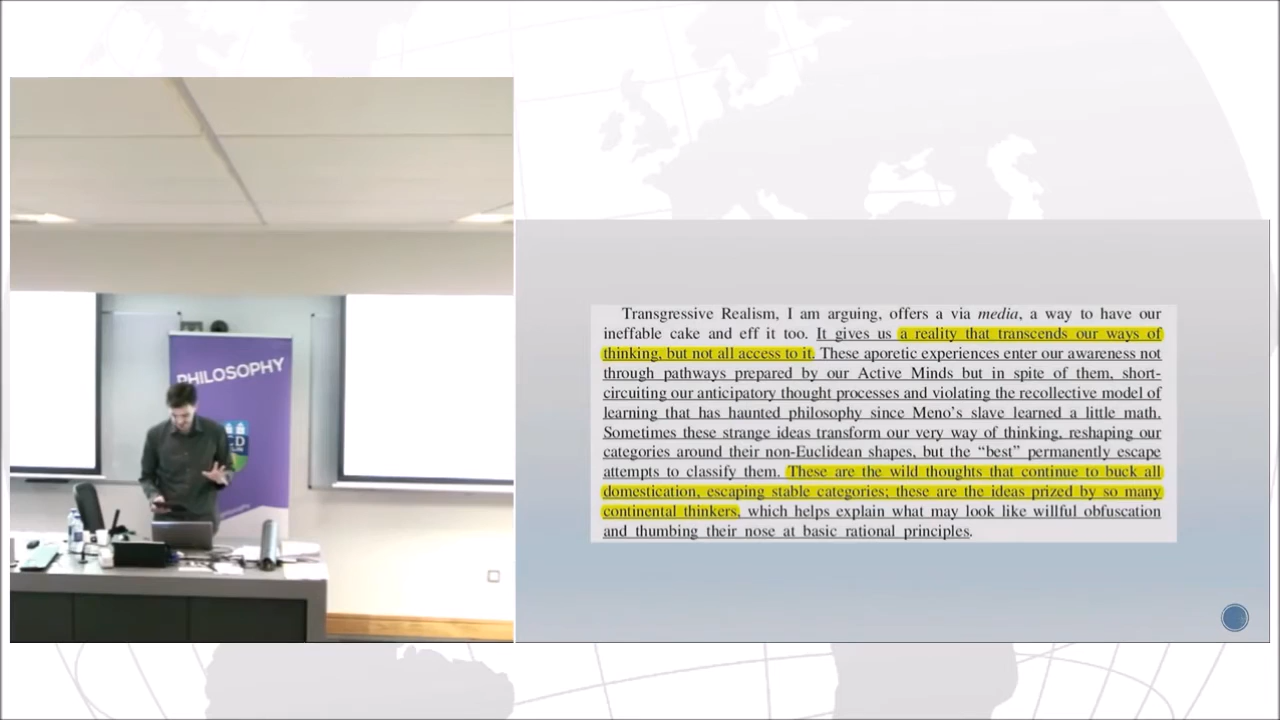 PHILOSOPHY
CD
Transgressive Realism, I am arguing, offers a via media, a way to have our
ineffable cake and eff it too. It gives us a reality that transcends our ways of
thinking, but not all access to it. These aporetic experiences enter our awareness not
through pathways prepared by our Active Minds but in spite of them, short-
circuiting our anticipatory thought processes and violating the recollective model of
learning that has haunted philosophy since Meno’s slave learned a little math.
Sometimes these strange ideas transform our very way of thinking, reshaping our
categories around their non-Euclidean shapes, but the “best” permanently escape
attempts to classify them. These are the wild thoughts that continue to buck all
domestication, escaping stable categories; these are the ideas prized by so many
continental thinkers, which helps explain what may look like willful obfuscation
and thumbing their nose at basic rational principles.